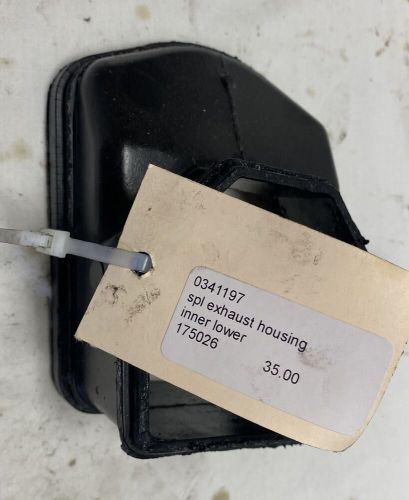 0341197
spl exhaust housing
inner lower
175026
35.00